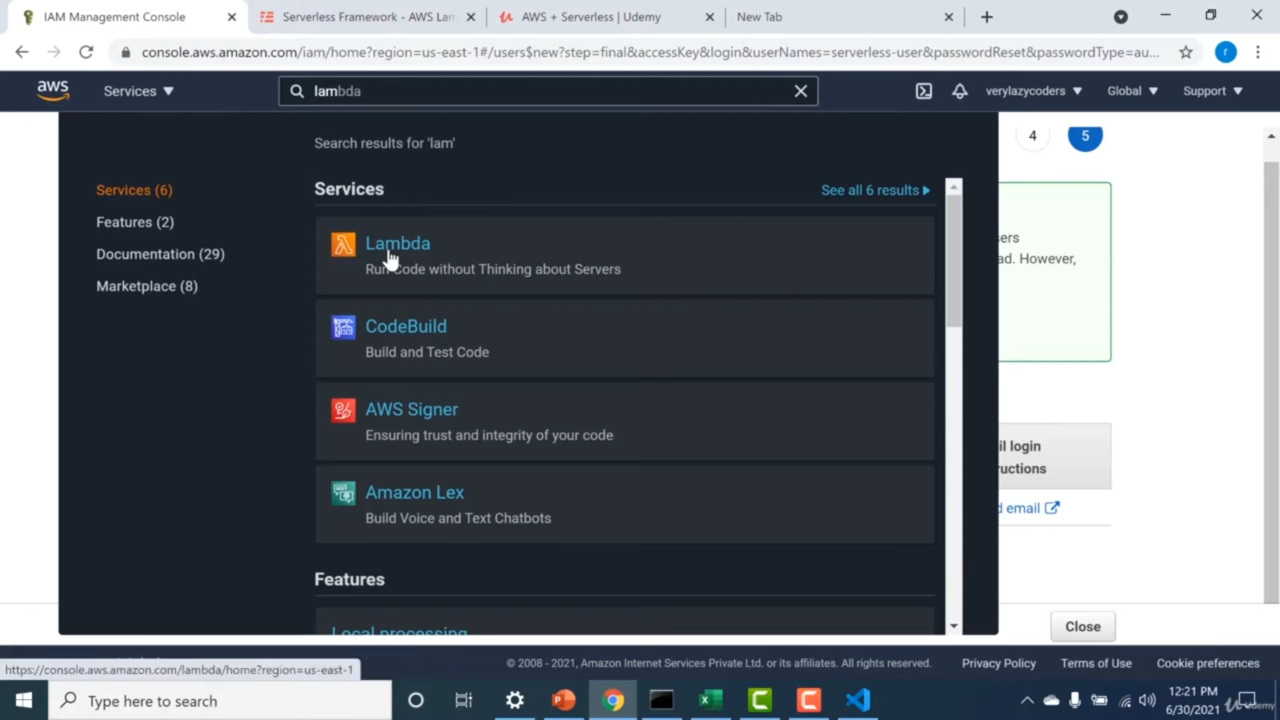 IAM Management Console
Serverless Framework - AWS Lam
AWS + Serverless | Udemy
New Tab
console.aws.amazon.com/iam/home?region=us-east-1#/users$new?step=final&accessKey&login&userNames=serverless-user&passwordReset&passwordType=au...
r
aws
Services
lambda
verylazycoders
Global
Support
Search results for 'lam'
4
5
Services (6)
Features (2)
Documentation (29)
Marketplace (8)
Services
See all 6 results
Lambda
Run Code without Thinking about Servers
CodeBuild
Build and Test Code
AWS Signer
Ensuring trust and integrity of your code
Amazon Lex
Build Voice and Text Chatbots
Features
Local processing
ers
ad. However,
il login
ructions
d email
Close
https://console.aws.amazon.com/lambda/home?region=us-east-1
© 2008 - 2021, Amazon Internet Services Private Ltd. or its affiliates. All rights reserved.
Privacy Policy
Terms of Use
Cookie preferences
Type here to search
12:21 PM
6/30/2021
Udemy